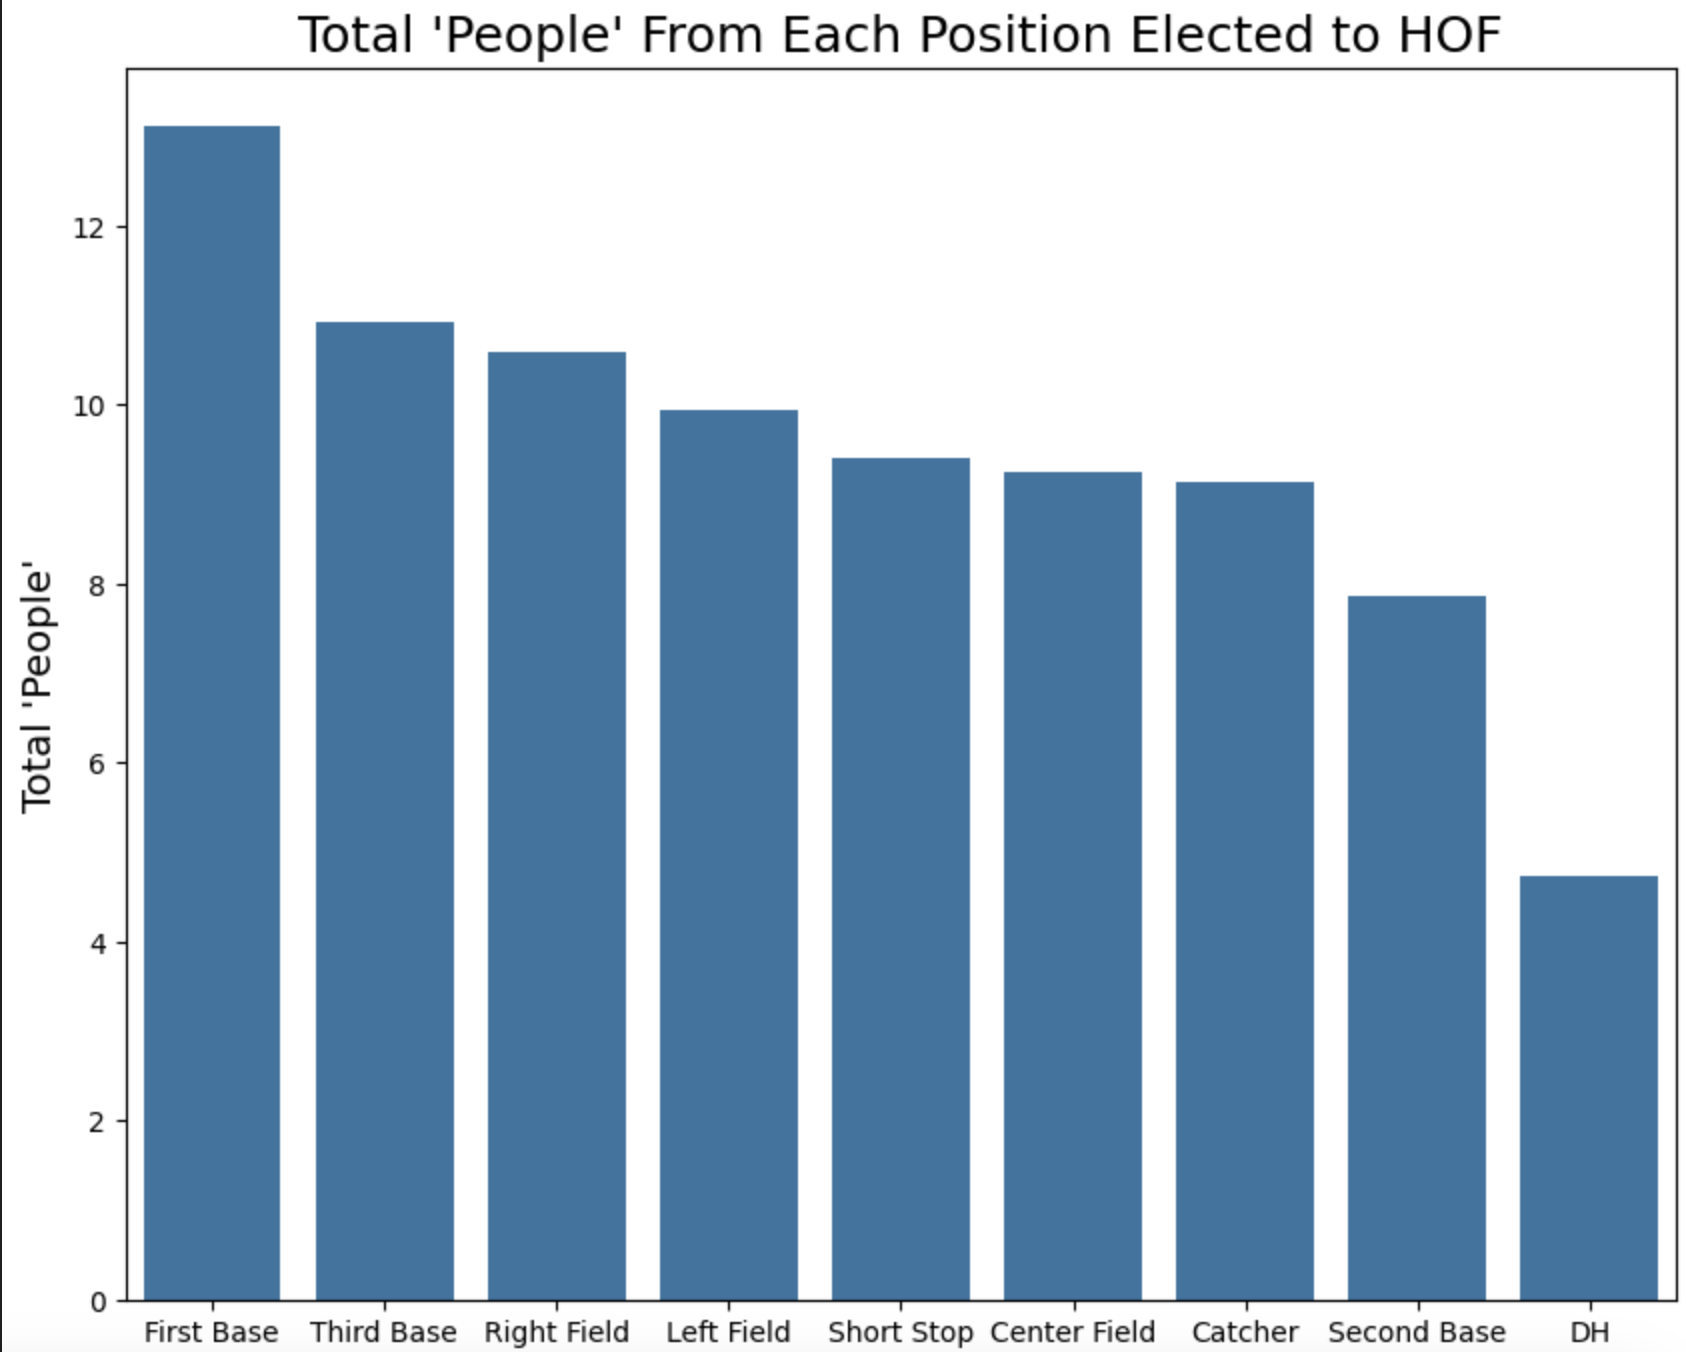 Total 'People' From Each Position Elected to HOF
Total 'People'
12
10
8
6
4
2
0
First Base Third Base Right Field Left Field Short Stop Center Field Catcher Second Base DH